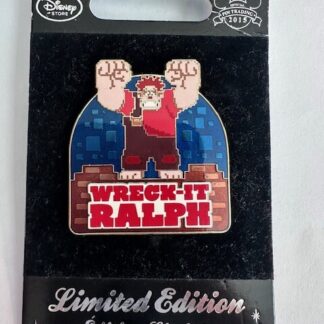 Disney
STORE
PIN TRADING
2015
WRECK-IT
RALPH
Limited Edition